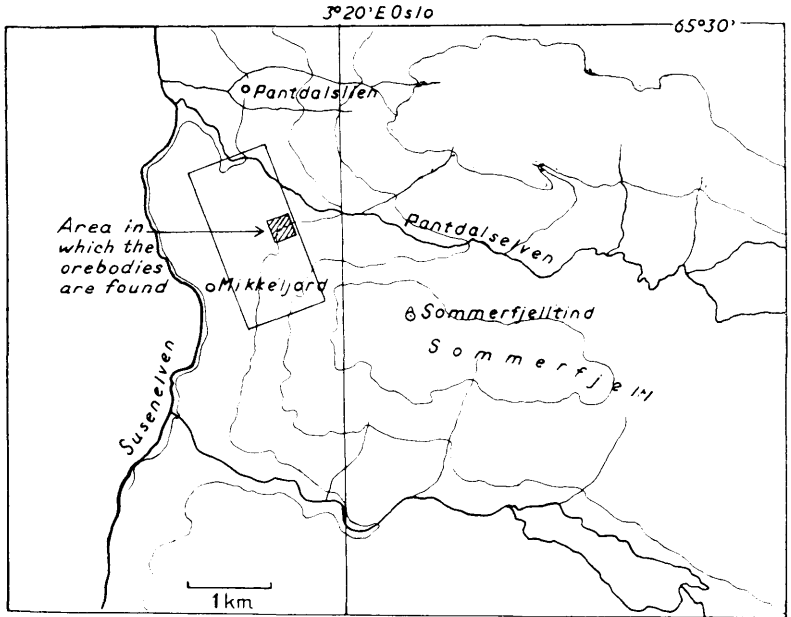 3°20'E Oslo
65°30'
Pantdalslien
Area in
which the
orebodies
are found
Pantdalselven
Mikkeljord
Sommerfjelltind
Sommerfjell
Susenelven
1 km